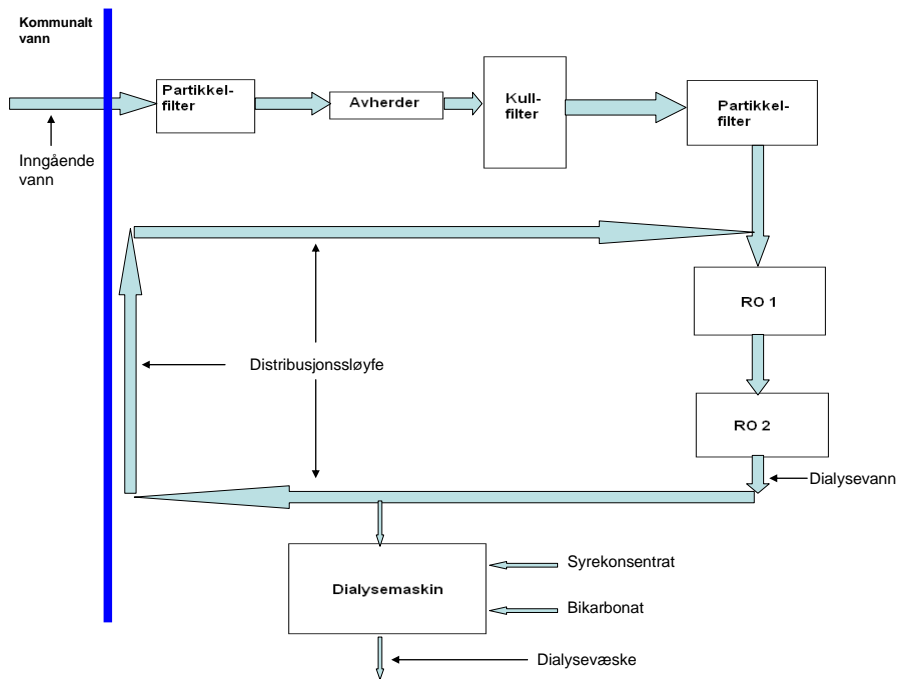 Kommunalt
vann
Partikkel-
filter
Avherder
Kull-
filter
Partikkel-
filter
Inngående
vann
RO 1
Distribusjonssløyfe
RO 2
Dialysevann
Syrekonsentrat
Dialysemaskin
Bikarbonat
Dialysevæske